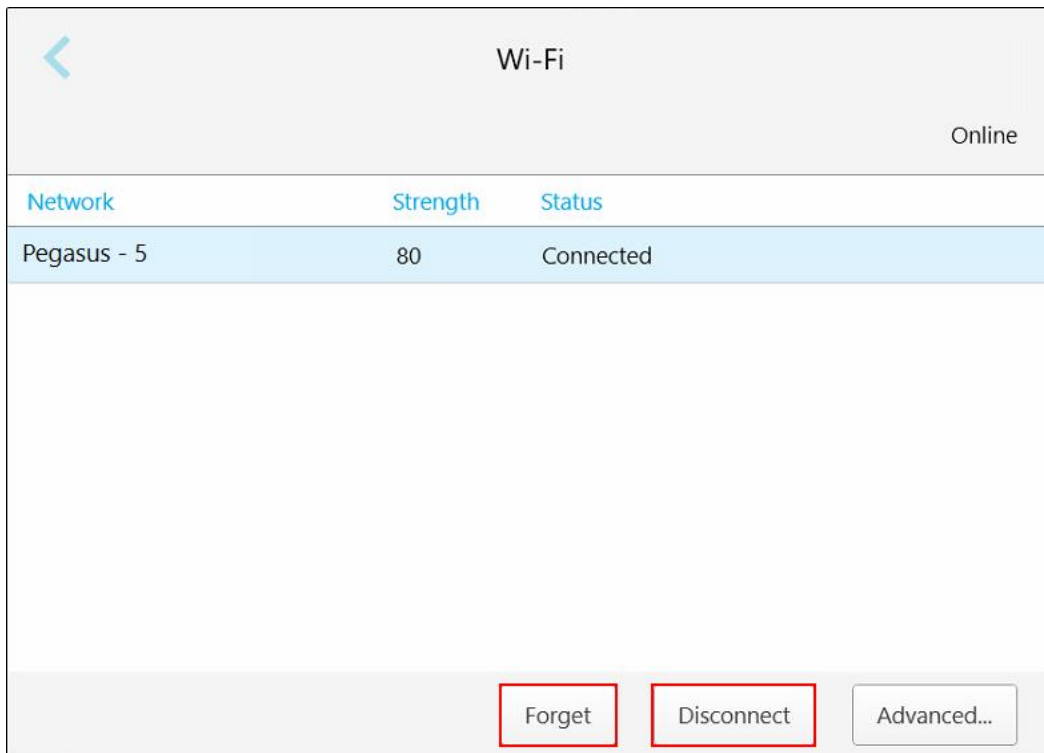 Wi-Fi
Online
Network Strength Status
Pegasus - 5 80 Connected
Forget Disconnect Advanced...